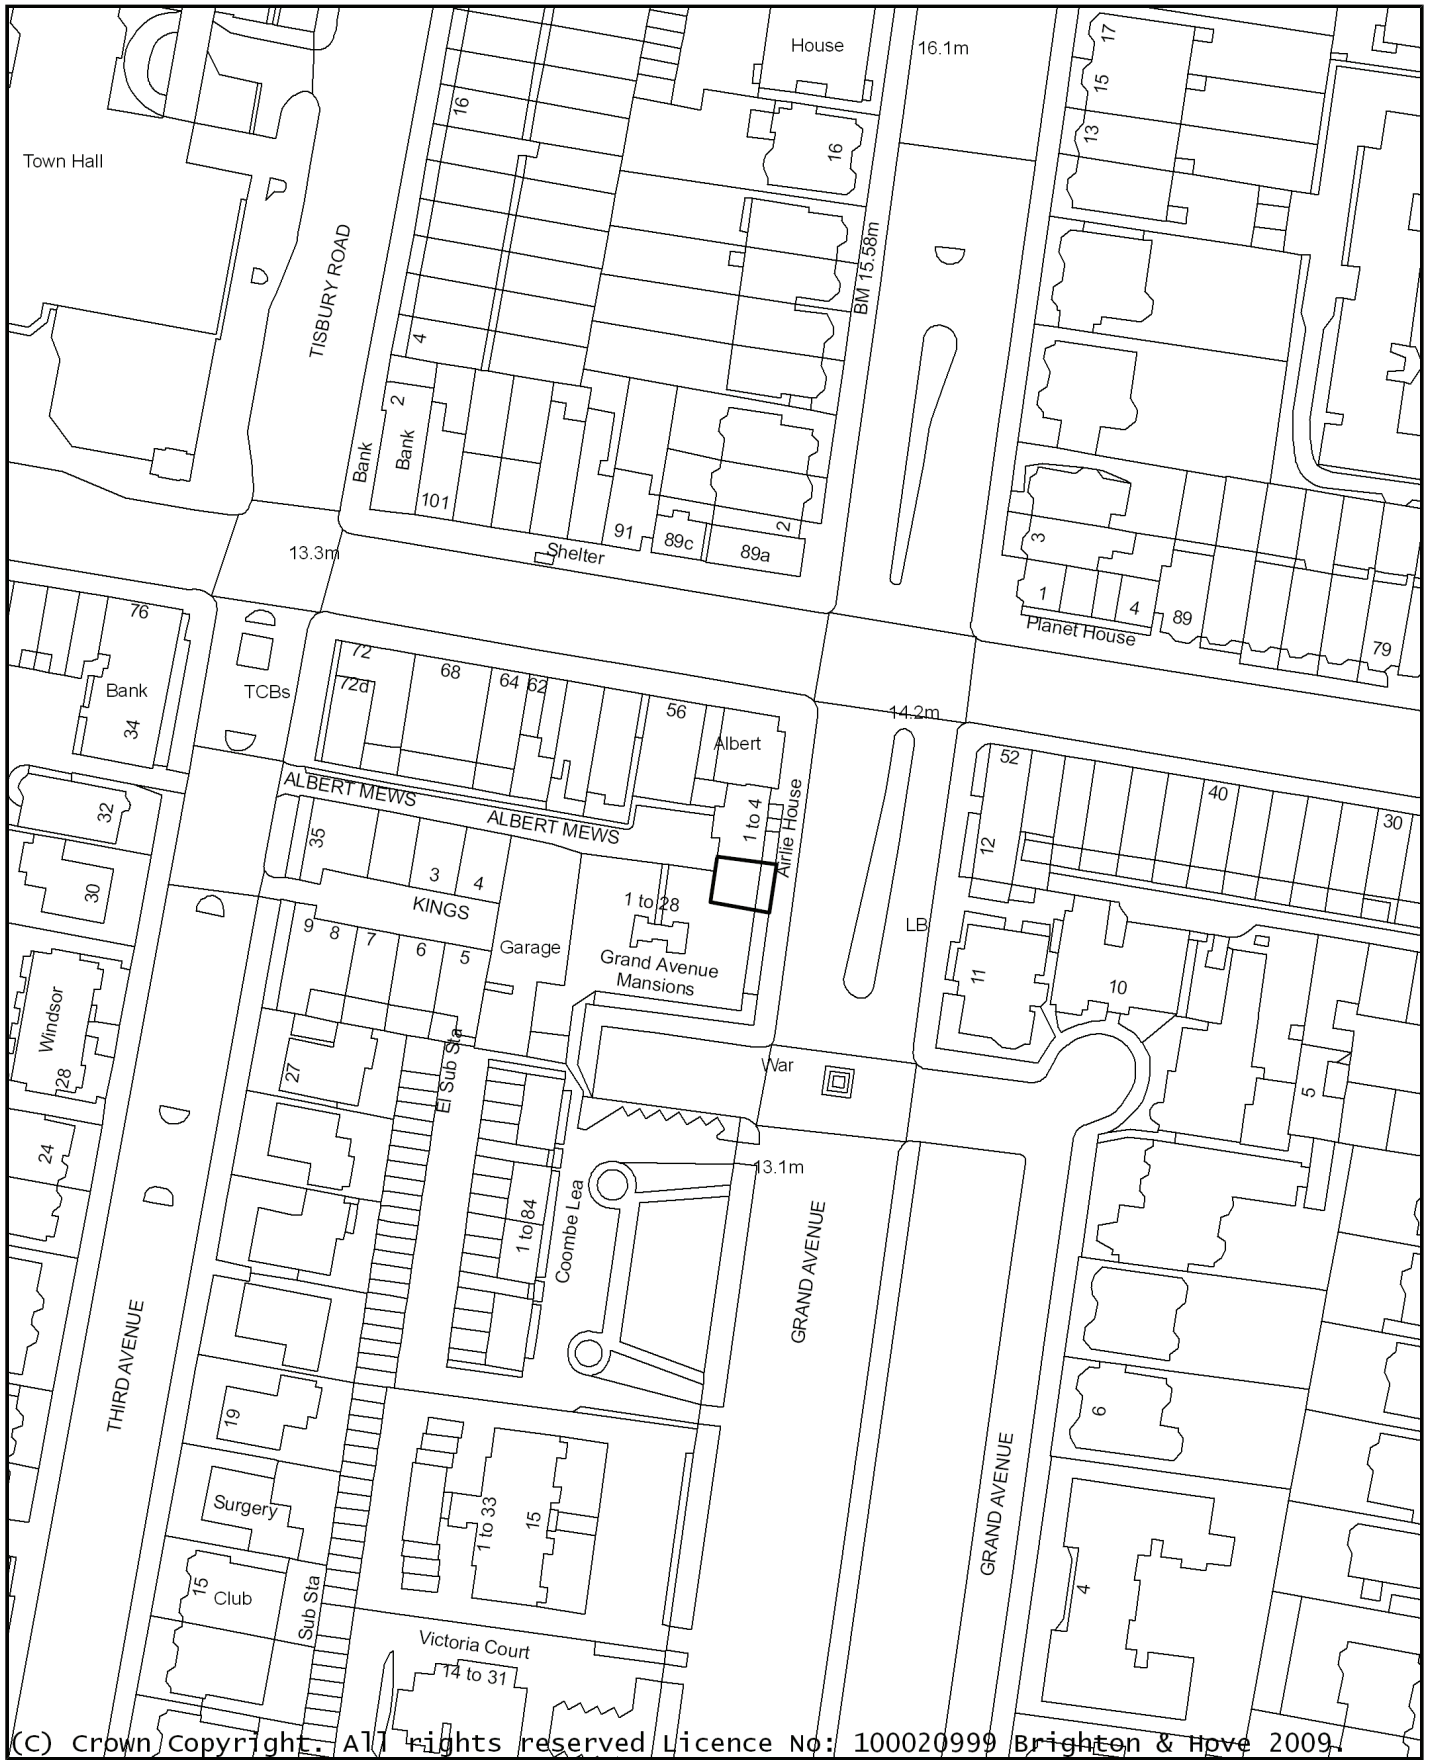 House
16.1m
17
15
13
16
16
Town Hall
TISBURY ROAD
BM 15.58m
4
2
Bank
Bank
101
91
89c
89a
2
Shelter
13.3m
3
1
4
89
Planet House
79
76
Bank
34
TCBs
72
72d
68
64
62
56
Albert
14.2m
52
40
30
12
ALBERT MEWS
ALBERT MEWS
1 to 4
Airlie House
32
35
3
4
KINGS
30
1 to 28
Grand Avenue
Mansions
Garage
9
8
7
6
5
LB
11
10
Windsor
28
27
El Sub Sta
War
5
24
13.1m
1 to 84
Coombe Lea
GRAND AVENUE
THIRD AVENUE
19
6
GRAND AVENUE
Surgery
1 to 33
15
15
Club
Sub Sta
4
Victoria Court
14 to 31
(C) Crown Copyright. All rights reserved Licence No: 100020999 Brighton & Hove 2009.